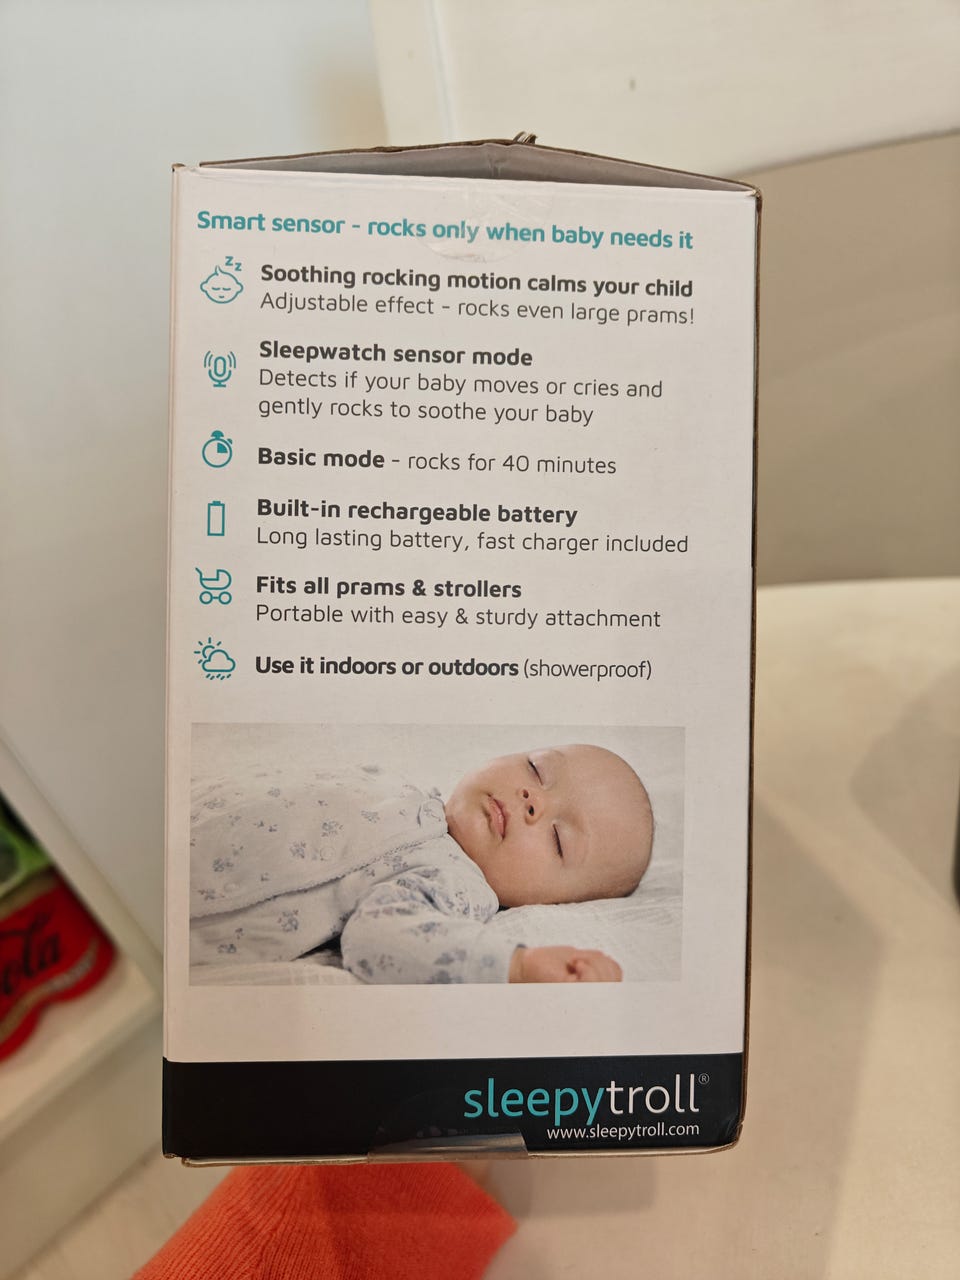 Smart sensor - rocks only when baby needs it
zz
Soothing rocking motion calms your child
Adjustable effect - rocks even large prams!
Sleepwatch sensor mode
Detects if your baby moves or cries and
gently rocks to soothe your baby
Basic mode - rocks for 40 minutes
Built-in rechargeable battery
Long lasting battery, fast charger included
Fits all prams & strollers
Portable with easy & sturdy attachment
Use it indoors or outdoors (showerproof)
sleepytroll®
www.sleepytroll.com